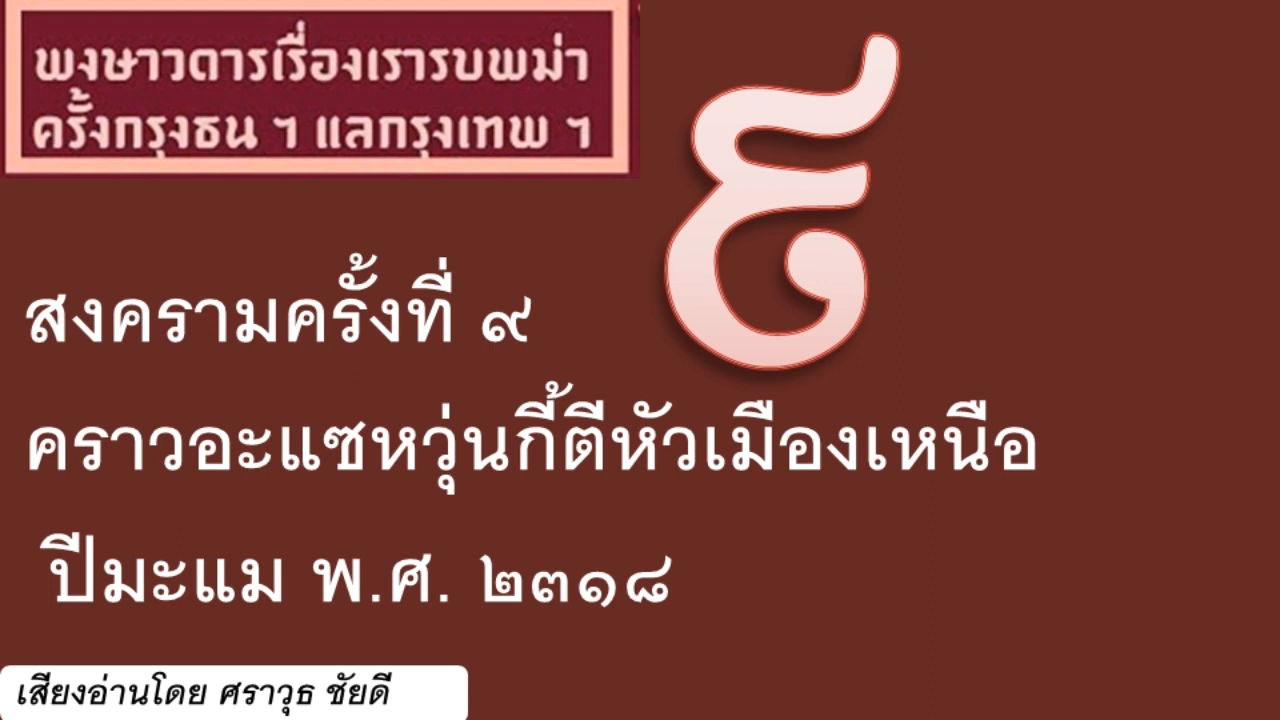 พงษาวดารเรื่องเรารบพม่า
ครั้งกรุงธน ฯ แลกรุงเทพ ฯ
๙
สงครามครั้งที่ ๙
คราวอะแซหวุ่นกี้ตีหัวเมืองเหนือ
ปีมะแม พ.ศ. ๒๓๑๘
เสียงอ่านโดย ศราวุธ ชัยดี